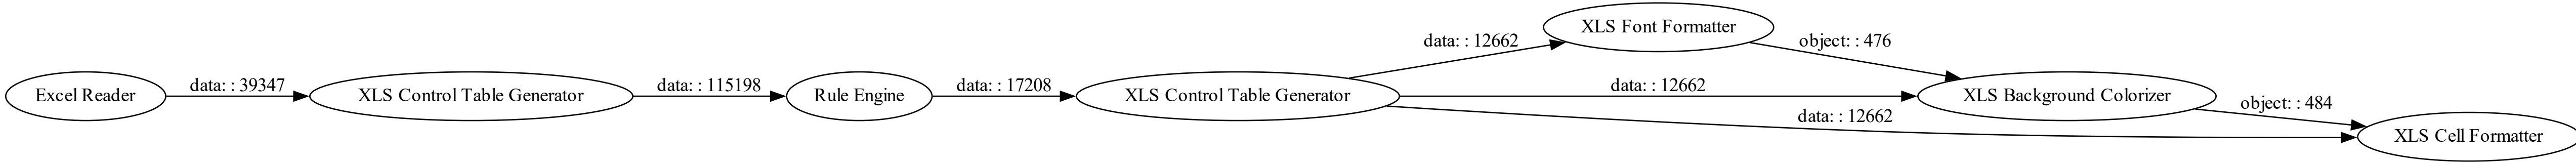 Excel Reader
data: : 39347
XLS Control Table Generator
data: : 115198
Rule Engine
data: : 17208
XLS Control Table Generator
data: : 12662
XLS Font Formatter
object: : 476
data: : 12662
XLS Background Colorizer
data: : 12662
object: : 484
XLS Cell Formatter